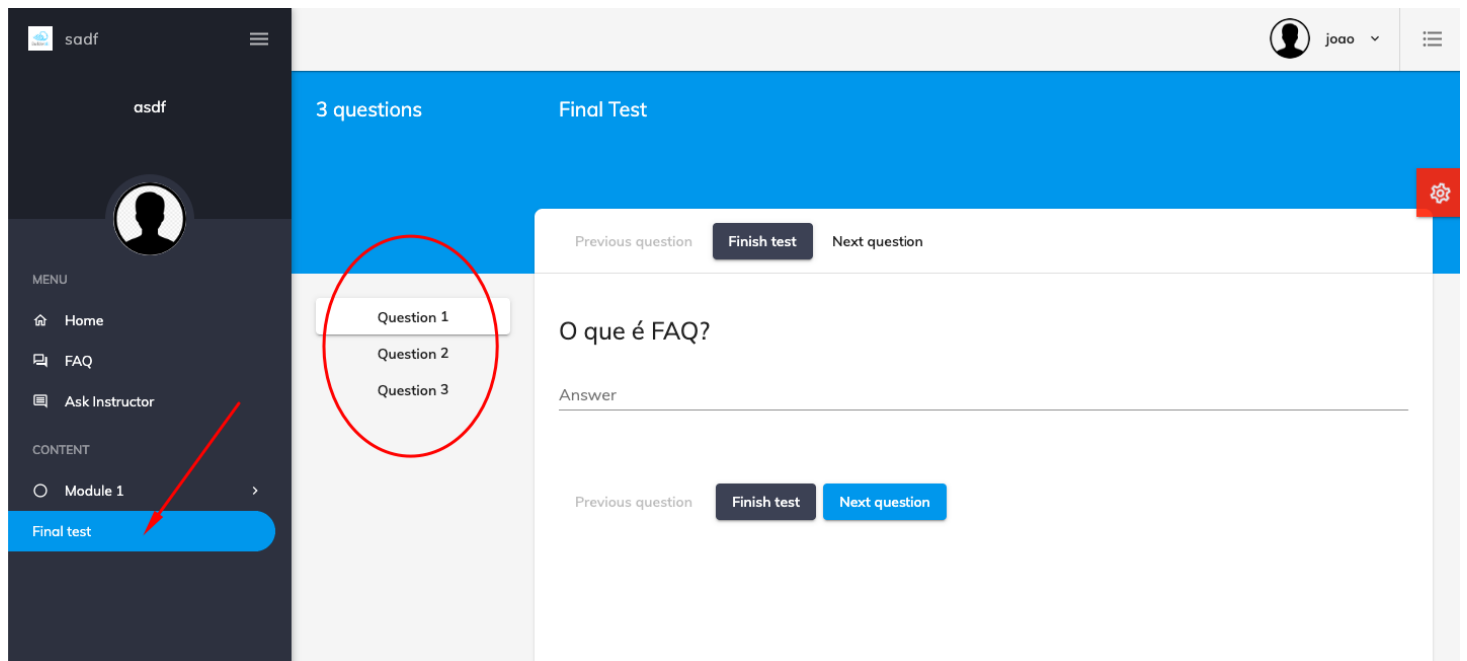 sadf
asdf
MENU
Home
FAQ
Ask Instructor
CONTENT
Module 1
Final test
joao
3 questions
Final Test
Question 1
Question 2
Question 3
Previous question Finish test Next question
O que é FAQ?
Answer
Previous question Finish test Next question